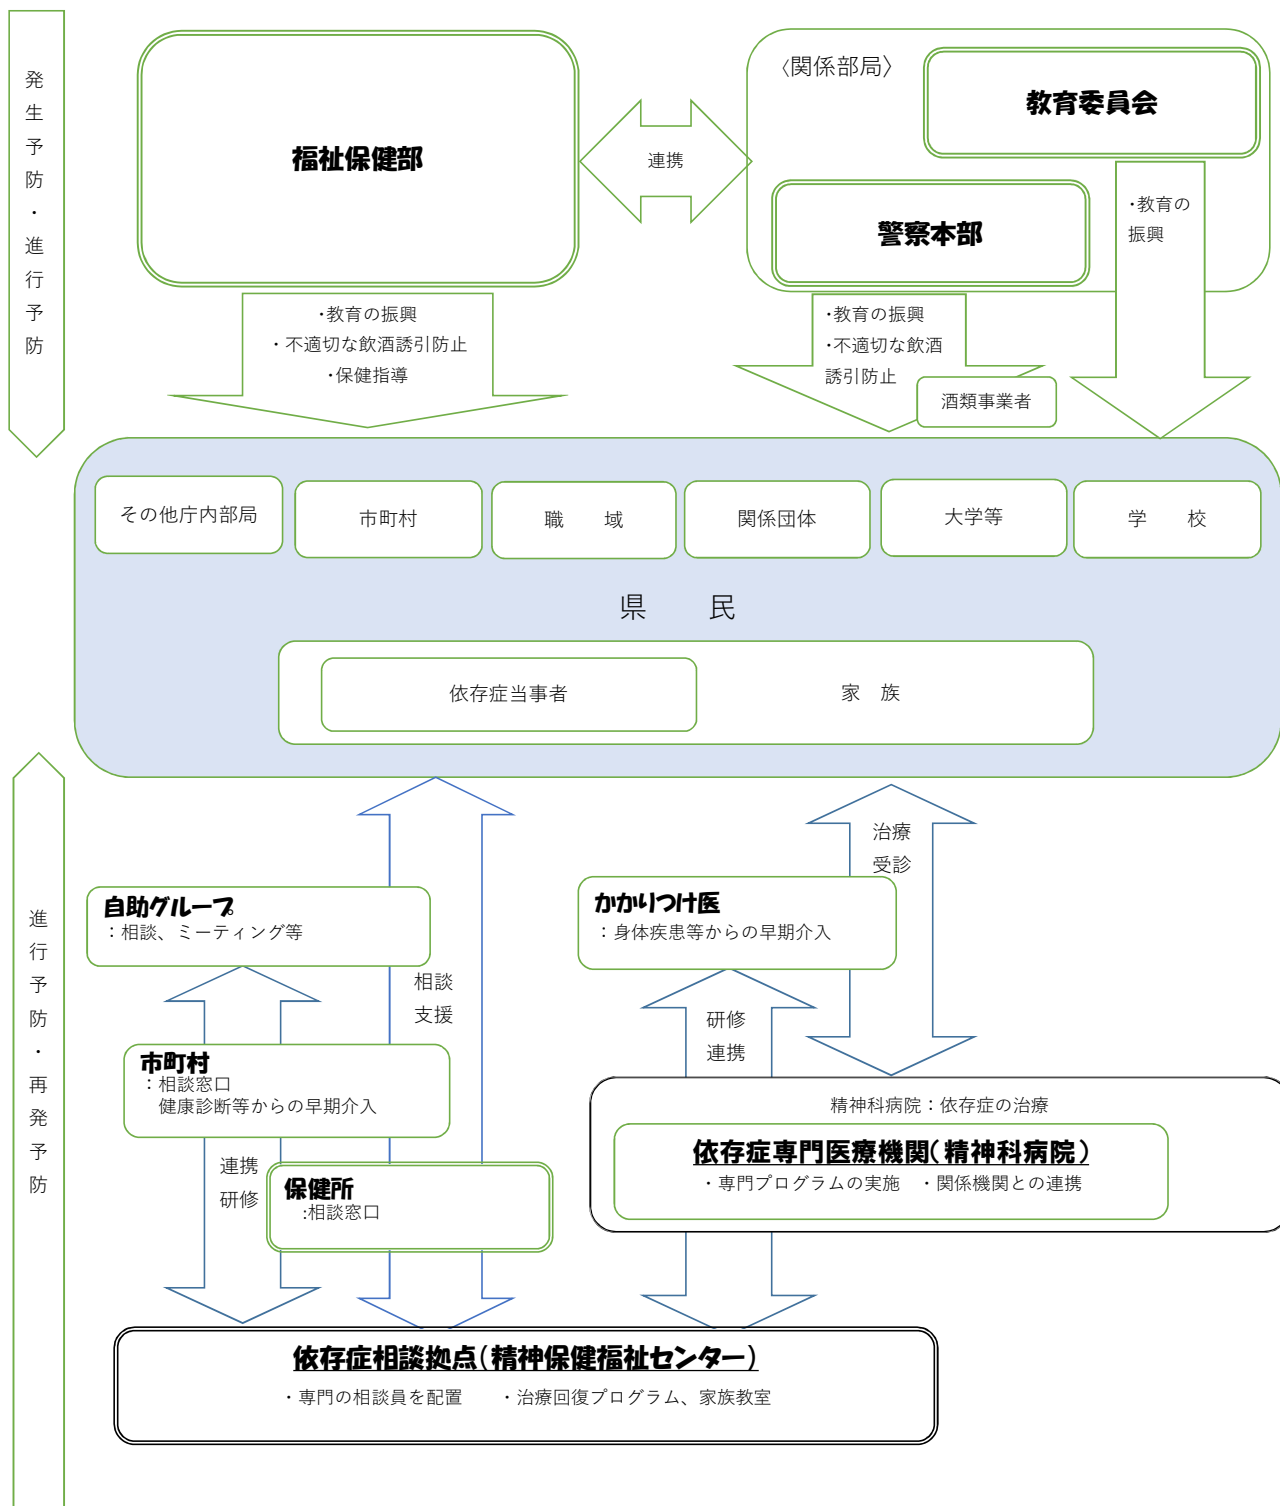 発生予防・進行予防
福祉保健部
連携
〈関係部局〉
教育委員会
警察本部
・教育の
振興
・教育の振興
・不適切な飲酒誘引防止
・保健指導
・教育の振興
・不適切な飲酒
誘引防止
酒類事業者
その他庁内部局
市町村
職　域
関係団体
大学等
学　校
県　民
依存症当事者
家　族
進行予防・再発予防
治療
受診
自助グループ
：相談、ミーティング等
かかりつけ医
：身体疾患等からの早期介入
相談
支援
研修
連携
市町村
：相談窓口
健康診断等からの早期介入
連携
研修
保健所
:相談窓口
精神科病院：依存症の治療
依存症専門医療機関(精神科病院)
・専門プログラムの実施　・関係機関との連携
依存症相談拠点(精神保健福祉センター)
・専門の相談員を配置　　・治療回復プログラム、家族教室